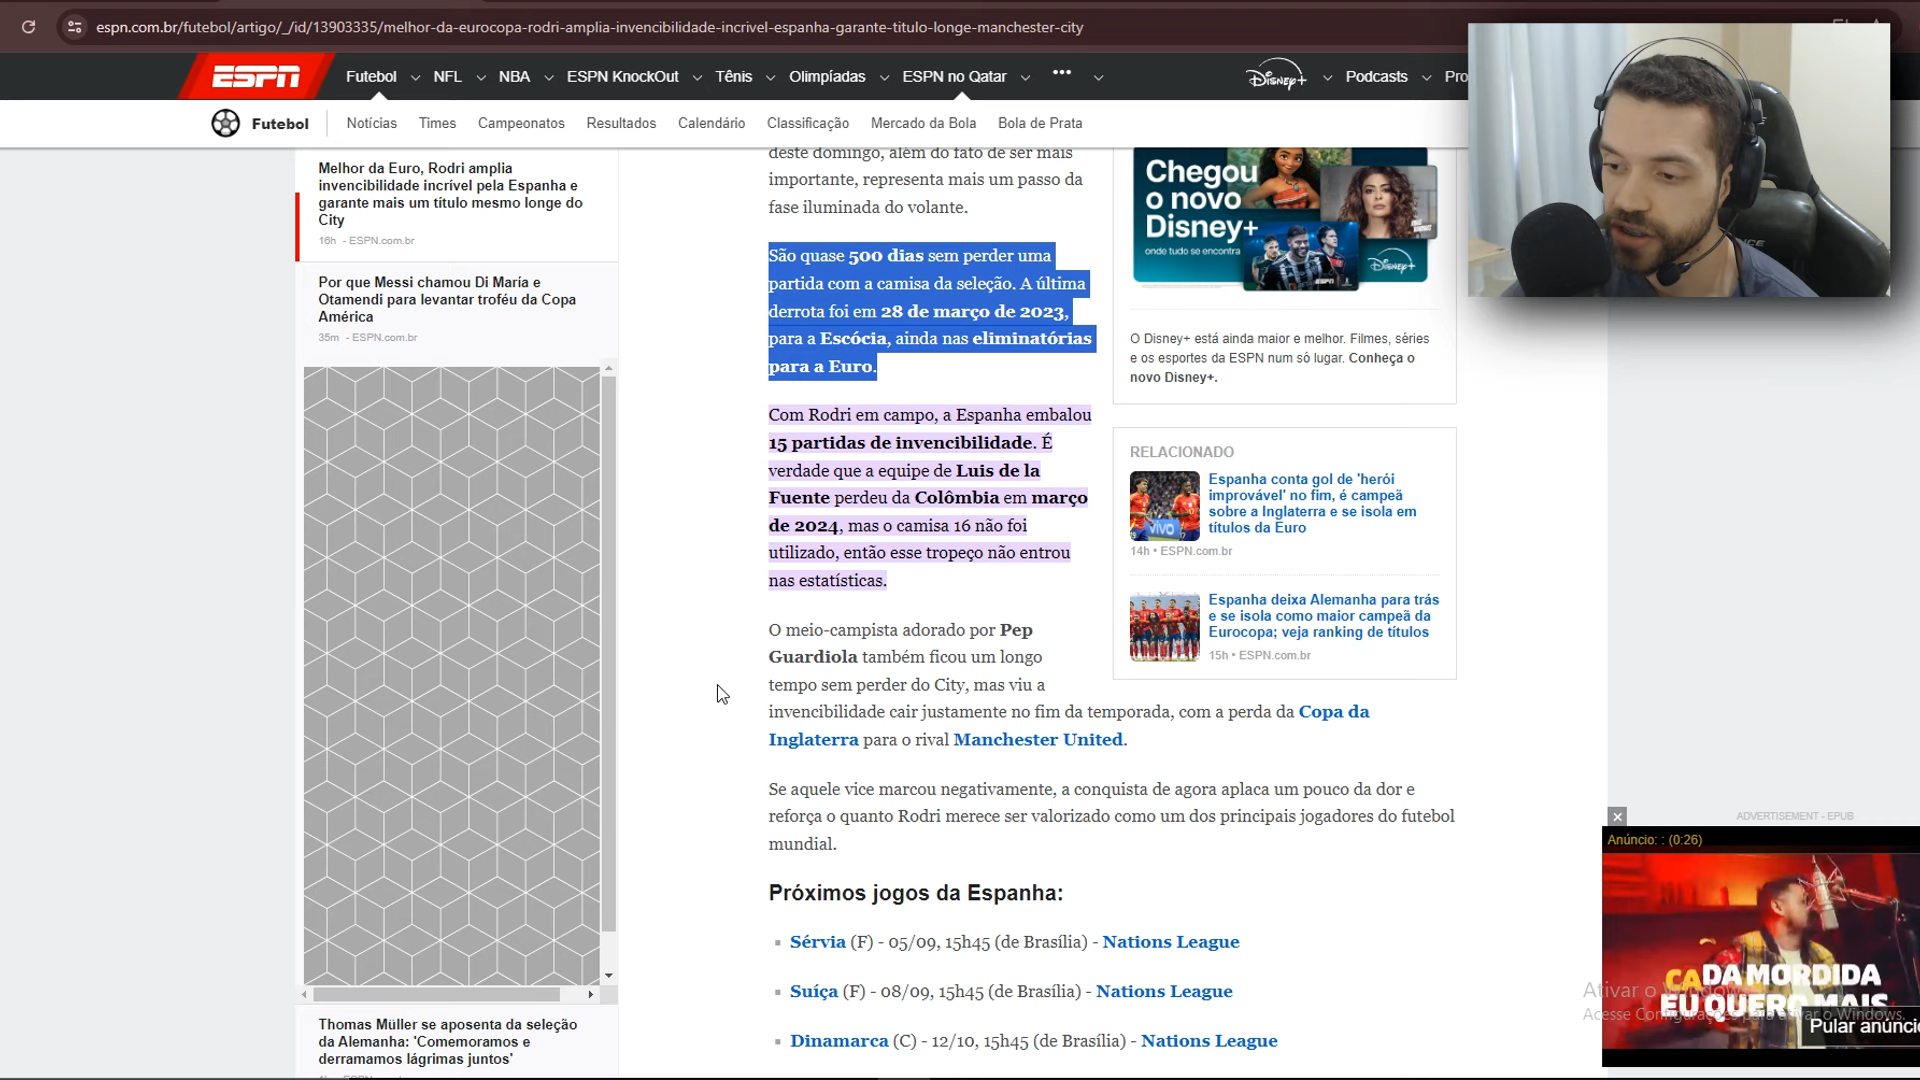 espn.com.br/futebol/artigo/_/id/13903335/melhor-da-eurocopa-rodri-amplia-invencibilidade-incrivel-espanha-garante-titulo-longe-manchester-city
ESPN Futebol NFL NBA ESPN KnockOut Tênis Olimpíadas ESPN no Qatar ••• Disney+ Podcasts
Futebol Notícias Times Campeonatos Resultados Calendário Classificação Mercado da Bola Bola de Prata
Melhor da Euro, Rodri amplia
invencibilidade incrível pela Espanha e
garante mais um título mesmo longe do
City
16h - ESPN.com.br
Por que Messi chamou Di María e
Otamendi para levantar troféu da Copa
América
35m - ESPN.com.br
Thomas Müller se aposenta da seleção
da Alemanha: 'Comemoramos e
derramamos lágrimas juntos'
deste domingo, além do fato de ser mais
importante, representa mais um passo da
fase iluminada do volante.
São quase 500 dias sem perder uma
partida com a camisa da seleção. A última
derrota foi em 28 de março de 2023,
para a Escócia, ainda nas eliminatórias
para a Euro.
Com Rodri em campo, a Espanha embalou
15 partidas de invencibilidade. É
verdade que a equipe de Luis de la
Fuente perdeu da Colômbia em março
de 2024, mas o camisa 16 não foi
utilizado, então esse tropeço não entrou
nas estatísticas.
O meio-campista adorado por Pep
Guardiola também ficou um longo
tempo sem perder do City, mas viu a
invencibilidade cair justamente no fim da temporada, com a perda da Copa da
Inglaterra para o rival Manchester United.
Se aquele vice marcou negativamente, a conquista de agora aplaca um pouco da dor e
reforça o quanto Rodri merece ser valorizado como um dos principais jogadores do futebol
mundial.
Próximos jogos da Espanha:
Sérvia (F) - 05/09, 15h45 (de Brasília) - Nations League
Suíça (F) - 08/09, 15h45 (de Brasília) - Nations League
Dinamarca (C) - 12/10, 15h45 (de Brasília) - Nations League
Chegou
o novo
Disney+
onde tudo se encontra
Disney+
O Disney+ está ainda maior e melhor. Filmes, séries
e os esportes da ESPN num só lugar. Conheça o
novo Disney+.
RELACIONADO
Espanha conta gol de 'herói
improvável' no fim, é campeã
sobre a Inglaterra e se isola em
títulos da Euro
14h • ESPN.com.br
vivo
Espanha deixa Alemanha para trás
e se isola como maior campeã da
Eurocopa; veja ranking de títulos
15h • ESPN.com.br
ADVERTISEMENT - EPUB
Anúncio: : (0:26)
CADA MORDIDA
EU QUERO MAIS
Pular anúncio